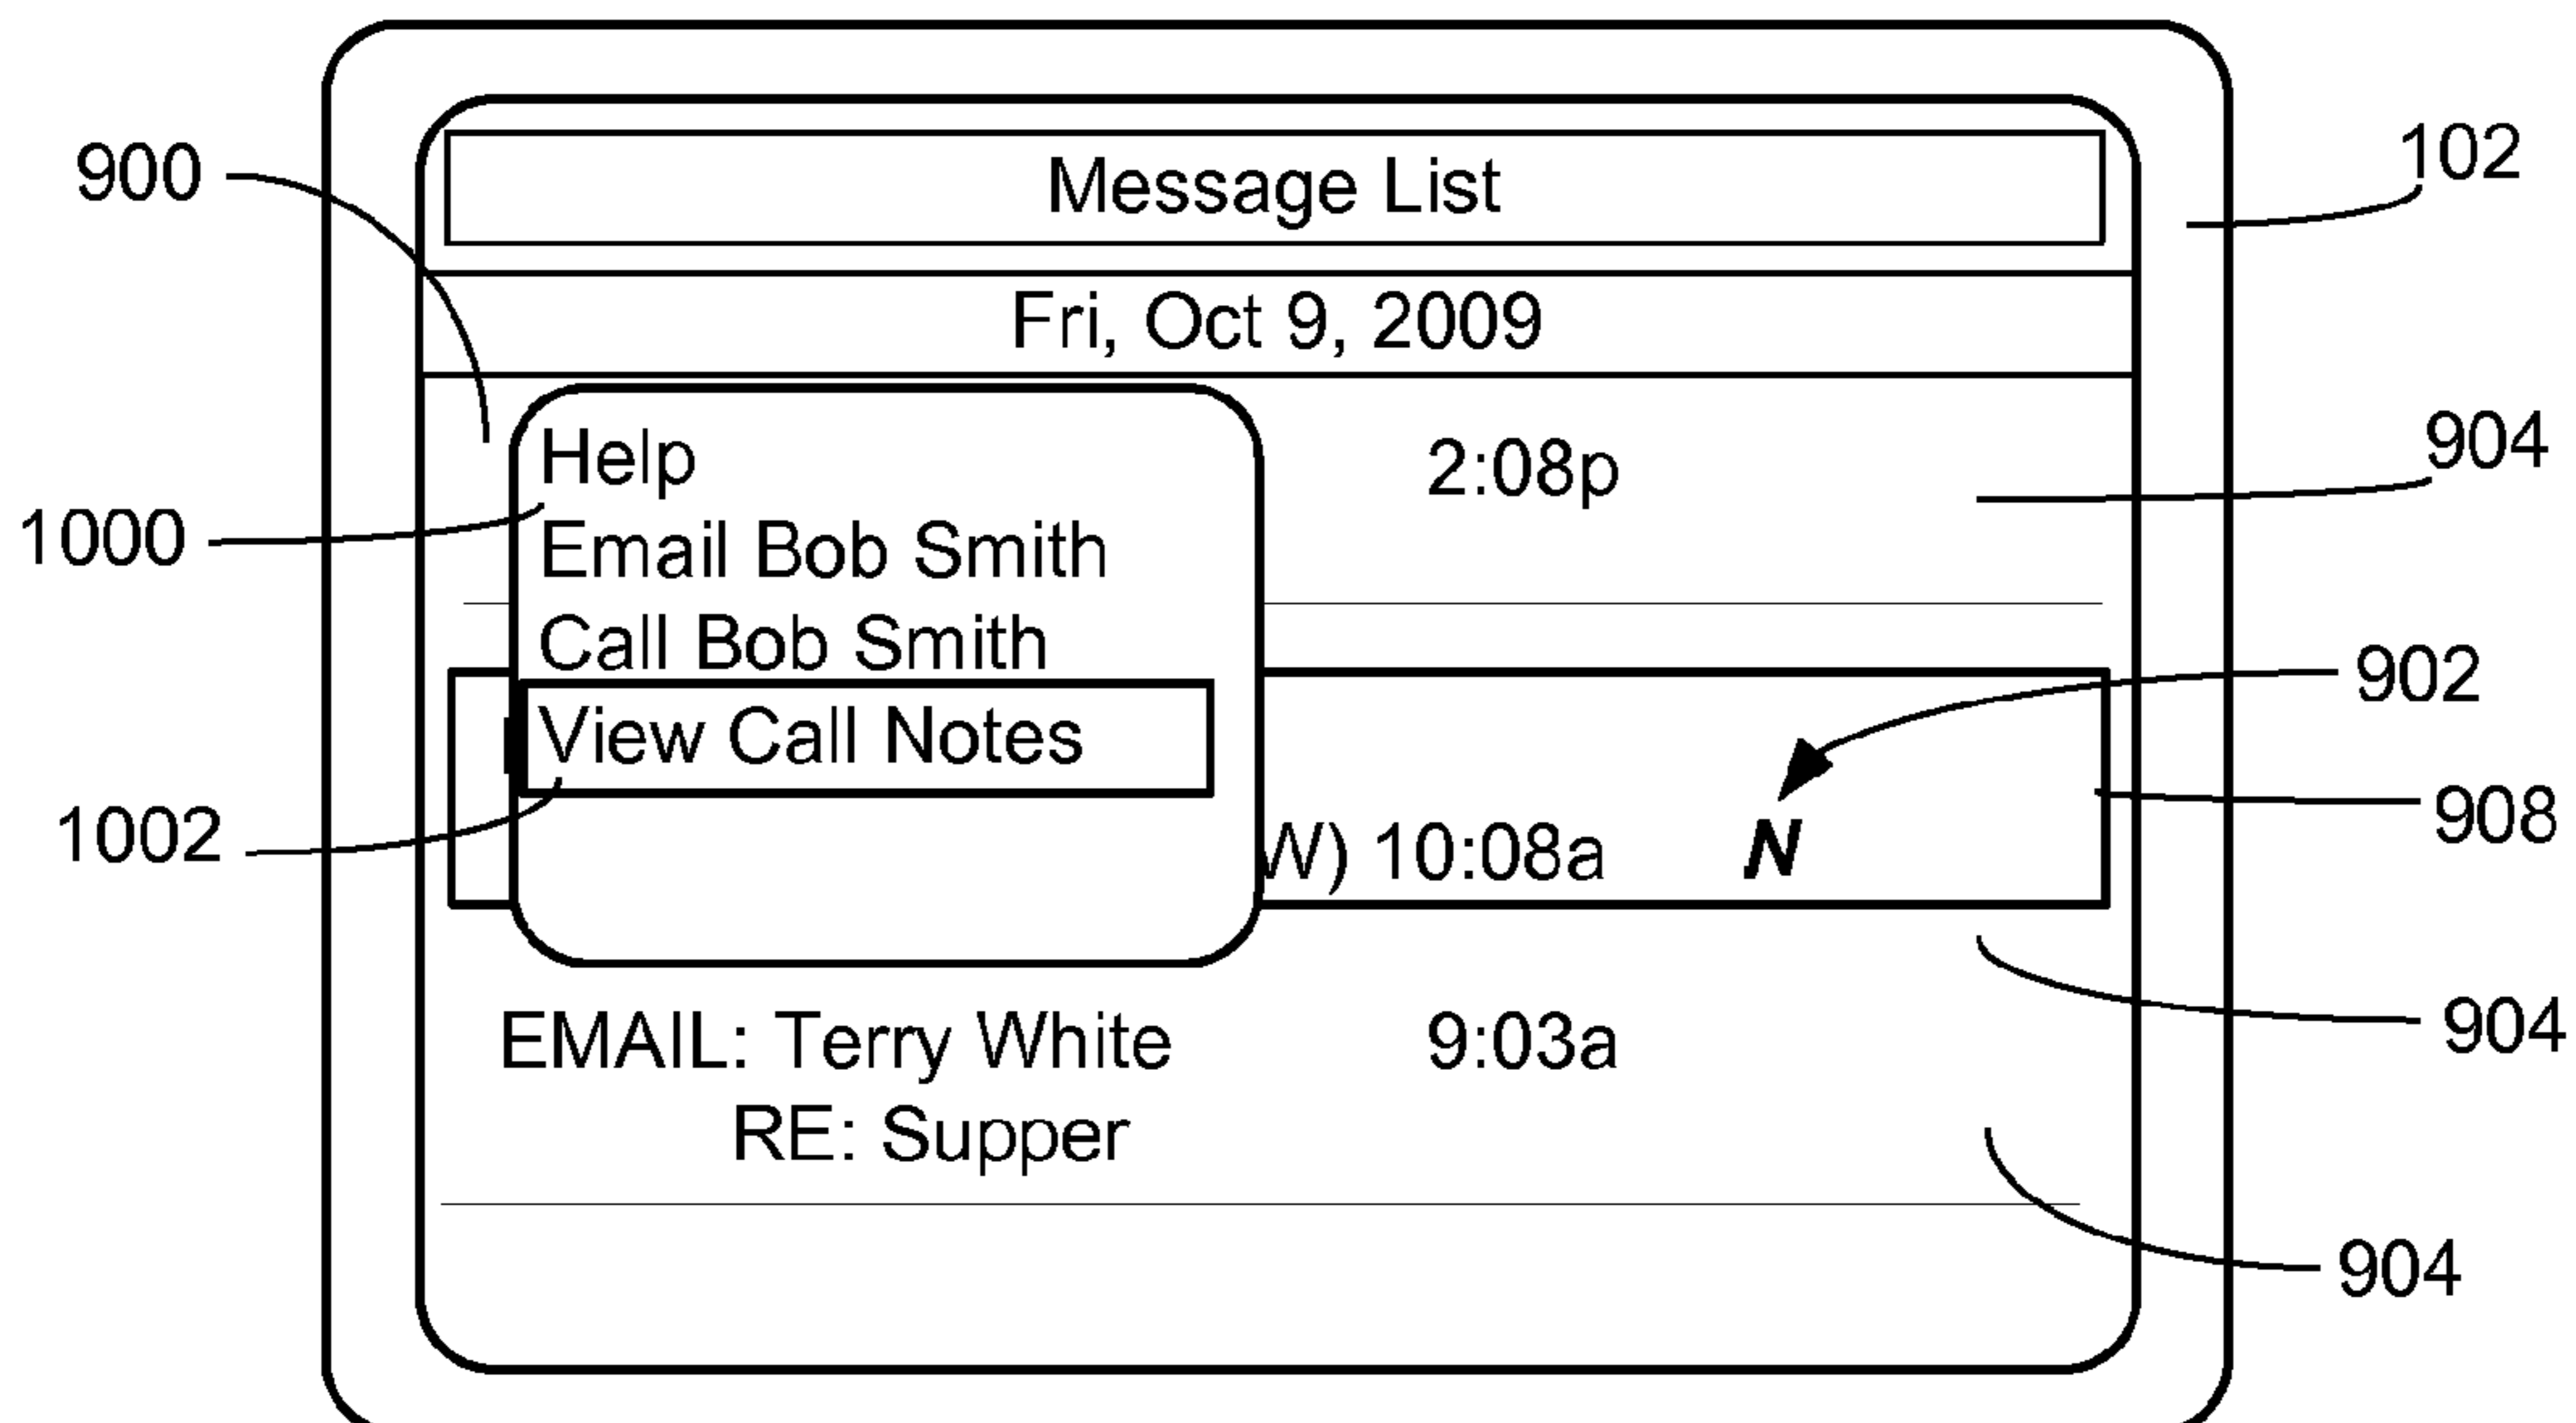 Message List
900
102
Fri, Oct 9, 2009
Help
2:08p
904
1000
Email Bob Smith
Call Bob Smith
902
View Call Notes
908
1002
W) 10:08a
N
904
EMAIL: Terry White 9:03a
RE: Supper
904